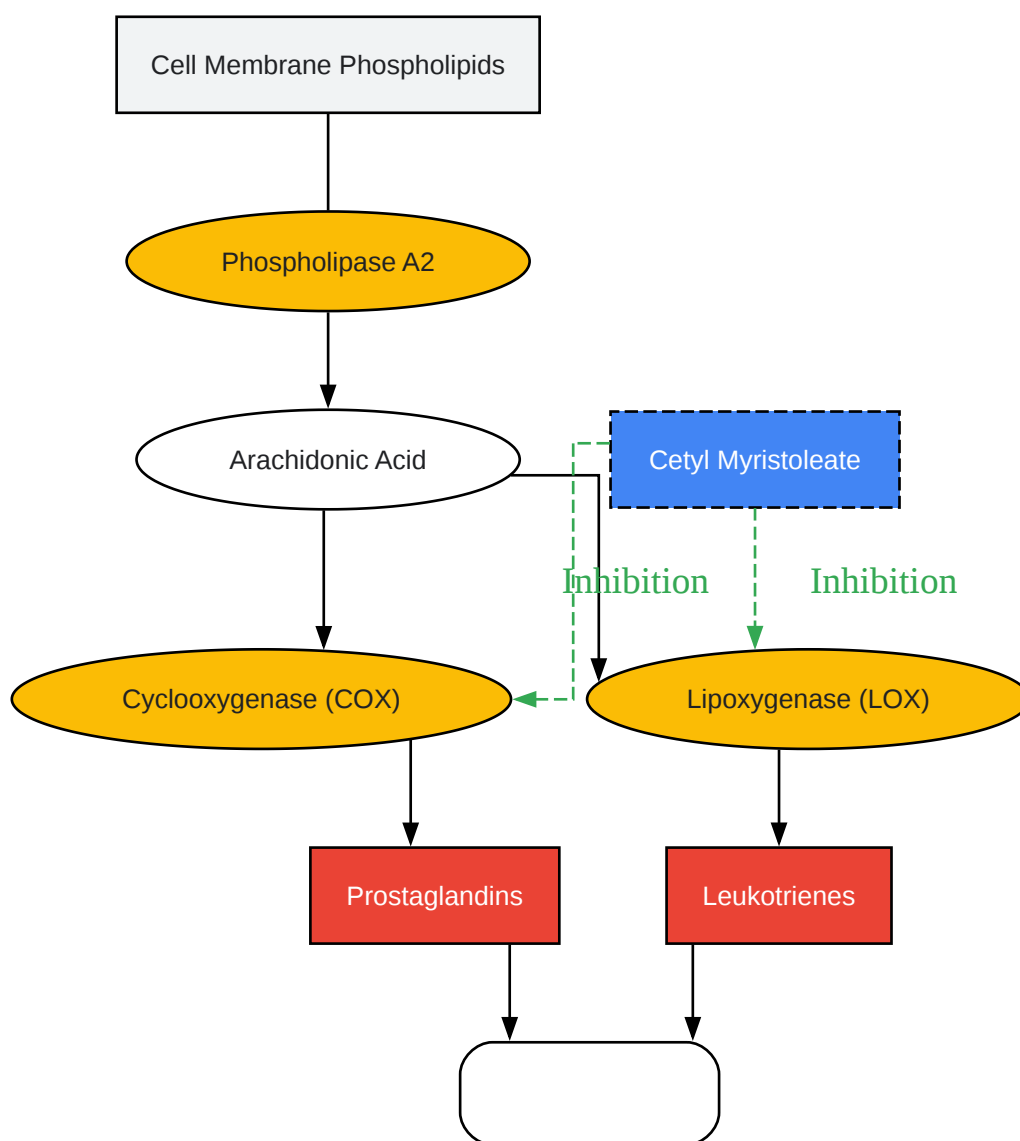 Cell Membrane Phospholipids
Phospholipase A2
Arachidonic Acid
Cetyl Myristoleate
Inhibition
Inhibition
Cyclooxygenase (COX)
Lipoxygenase (LOX)
Prostaglandins
Leukotrienes